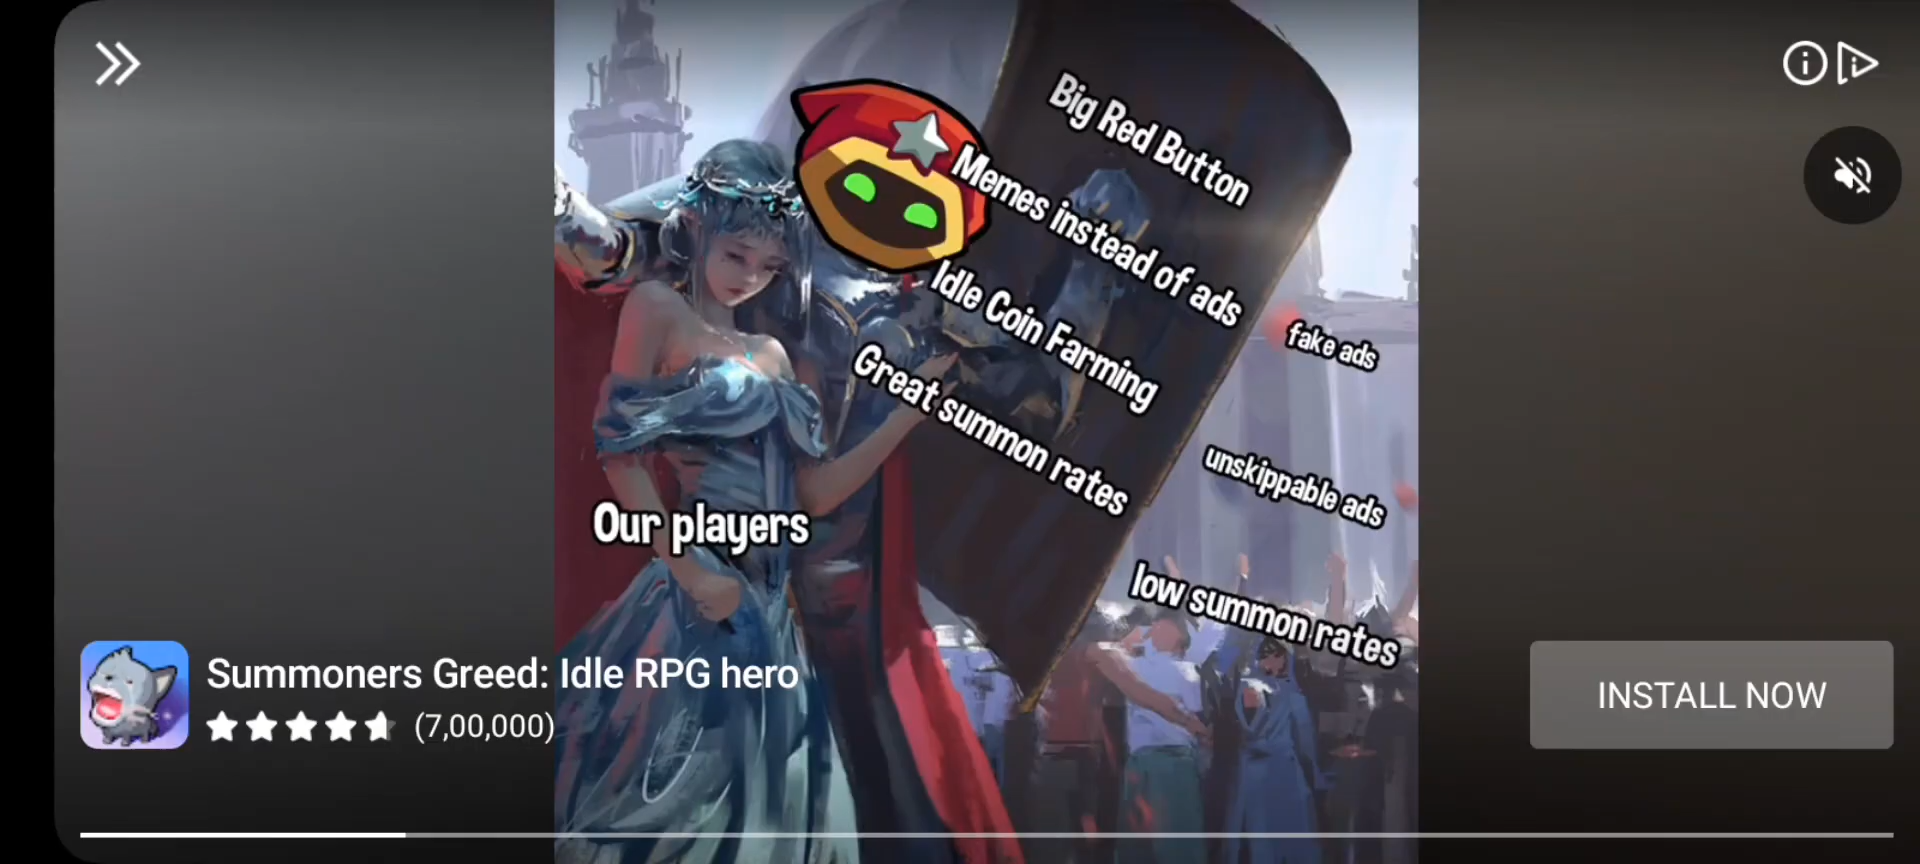 Big Red Button
Memes instead of ads
Idle Coin Farming
Great summon rates
fake ads
unskippable ads
low summon rates
Our players
Summoners Greed: Idle RPG hero
(7,00,000)
INSTALL NOW